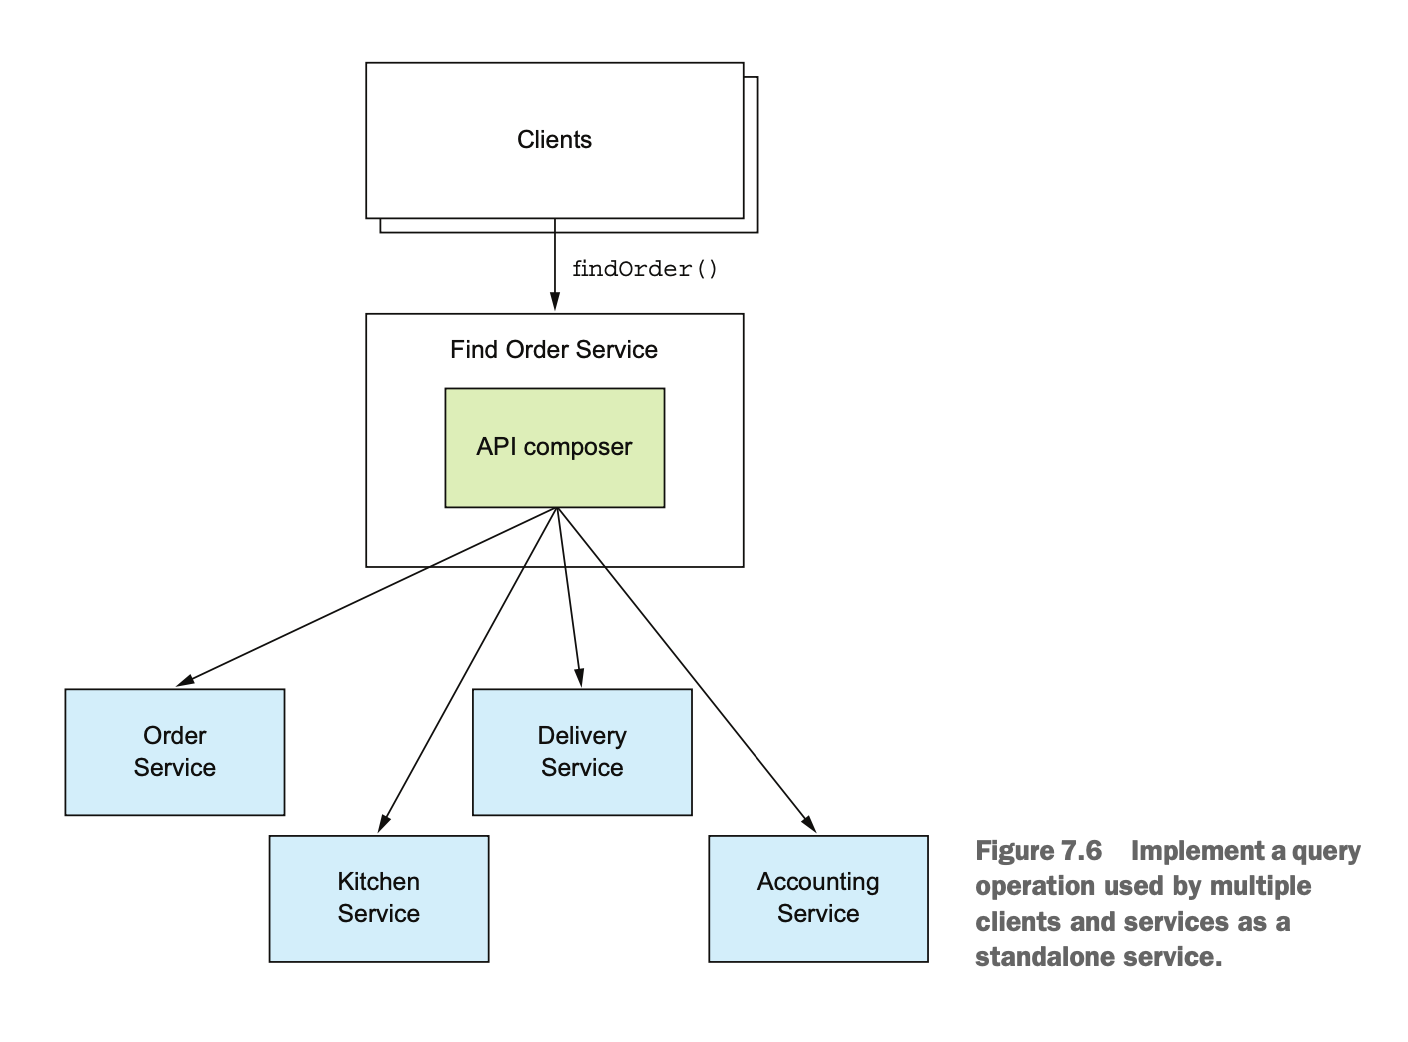 Clients
findOrder()
Find Order Service
API composer
Order
Service
Delivery
Service
Kitchen
Service
Accounting
Service
Figure 7.6 Implement a query
operation used by multiple
clients and services as a
standalone service.